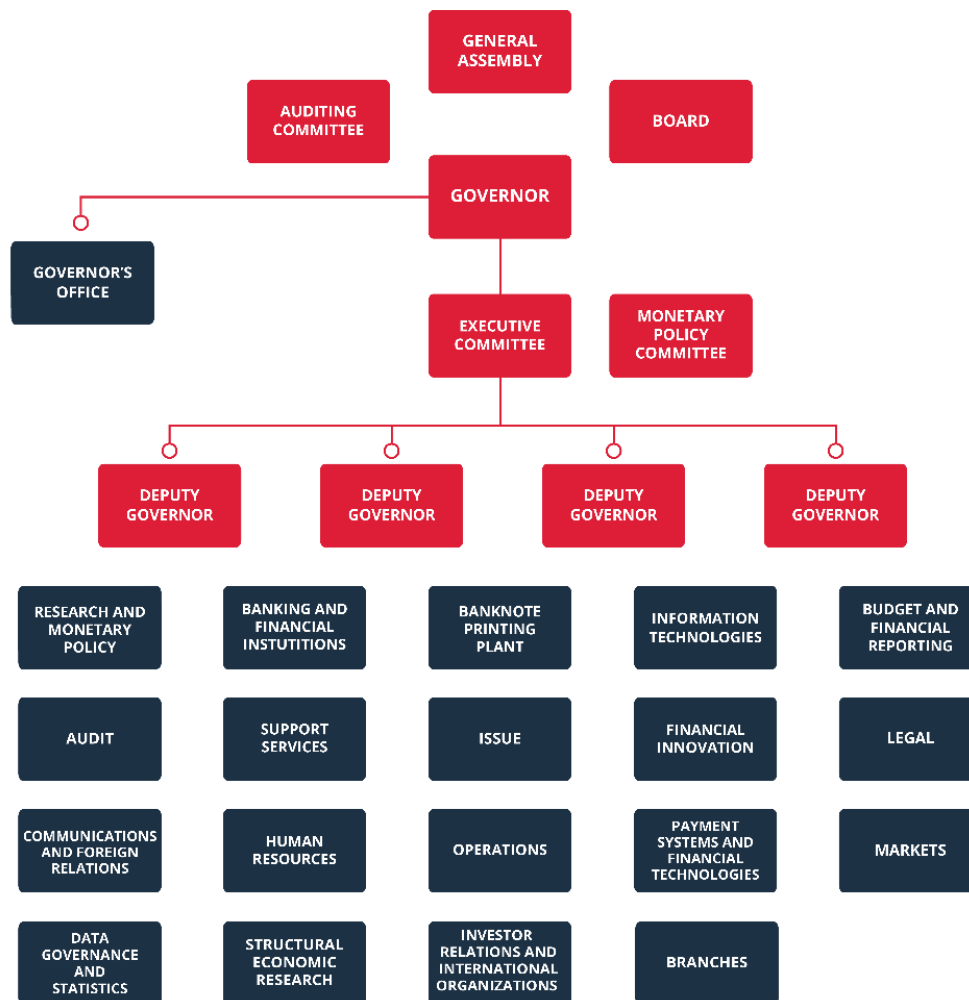 GENERAL
ASSEMBLY
AUDITING
COMMITTEE
BOARD
GOVERNOR
GOVERNOR'S
OFFICE
EXECUTIVE
COMMITTEE
MONETARY
POLICY
COMMITTEE
DEPUTY
GOVERNOR
DEPUTY
GOVERNOR
DEPUTY
GOVERNOR
DEPUTY
GOVERNOR
RESEARCH AND
MONETARY
POLICY
BANKING AND
FINANCIAL
INSTUTITIONS
BANKNOTE
PRINTING
PLANT
INFORMATION
TECHNOLOGIES
BUDGET AND
FINANCIAL
REPORTING
AUDIT
SUPPORT
SERVICES
ISSUE
FINANCIAL
INNOVATION
LEGAL
COMMUNICATIONS
AND FOREIGN
RELATIONS
HUMAN
RESOURCES
OPERATIONS
PAYMENT
SYSTEMS AND
FINANCIAL
TECHNOLOGIES
MARKETS
DATA
GOVERNANCE
AND
STATISTICS
STRUCTURAL
ECONOMIC
RESEARCH
INVESTOR
RELATIONS AND
INTERNATIONAL
ORGANIZATIONS
BRANCHES